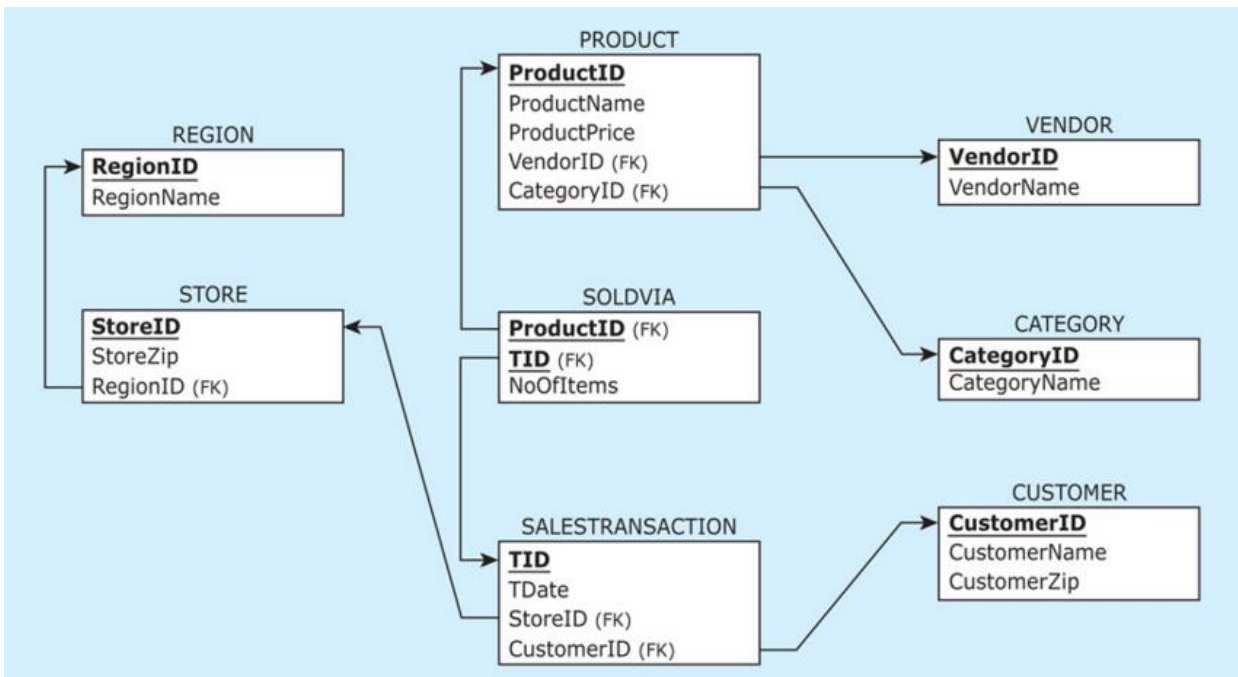 PRODUCT
ProductID
ProductName
ProductPrice
VendorID (FK)
CategoryID (FK)
REGION
RegionID
RegionName
VENDOR
VendorID
VendorName
STORE
StoreID
StoreZip
RegionID (FK)
SOLDVIA
ProductID (FK)
TID (FK)
NoOfItems
CATEGORY
CategoryID
CategoryName
SALESTRANSACTION
TID
TDate
StoreID (FK)
CustomerID (FK)
CUSTOMER
CustomerID
CustomerName
CustomerZip